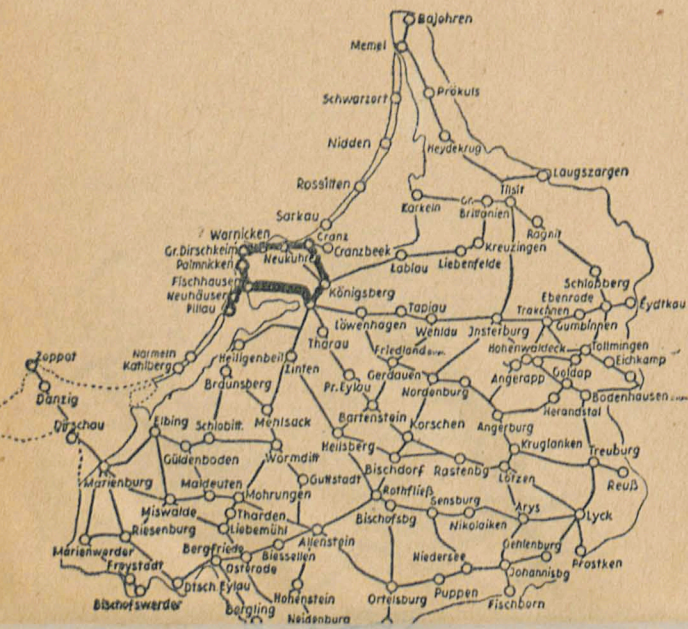 Bajohren
Memel
Schwarzort
Prökuls
Nidden
Heydekrug
Laugszargen
Rossitten
Tilsit
Karkeln
Gr.
Britanien
Sarkau
Ragnit
Warnicken
Cranz
Gr.Dirschkeim
Cranzbeek
Kreuzingen
Neukuhren
Palmnicken
Labiau
Liebenfelde
Fischhausen
Schloßberg
Neuhäuser
Königsberg
Ebenrode
Eydtkau
Pillau
Tapiau
Trakehnen
Löwenhagen
Wehlau
Insterburg
Gumbinnen
Tharau
Narmeln
Heiligenbeil
Friedland
Hohenwaldeck
Tollmingen
Zoppot
Kahlberg
Zinten
Eichkamp
Gerdauen
Angerapp
Goldap
Braunsberg
Pr.Eylau
Nordenburg
Danzig
Bodenhausen
Herandstal
Mehlsack
Bartenstein
Dirschau
Elbing
Schlobitt.
Korschen
Angerburg
Güldenboden
Wormditt
Heilsberg
Kruglanken
Treuburg
Bischdorf
Rastenbg
Lötzen
Marienburg
Guttstadt
Reuß
Maldeuten
Mohrungen
Rothfließ
Miswalde
Sensburg
Arys
Tharden
Bischofsbg
Lyck
Riesenburg
Liebemühl
Nikolaiken
Allenstein
Marienwerder
Bergfriede
Biessellen
Gehlenburg
Prostken
Freystadt
Osterode
Niedersee
Johannisbg
Dtsch Eylau
Hohenstein
Puppen
Bischofswerder
Ortelsburg
Fischborn
Bergling
Neidenburg